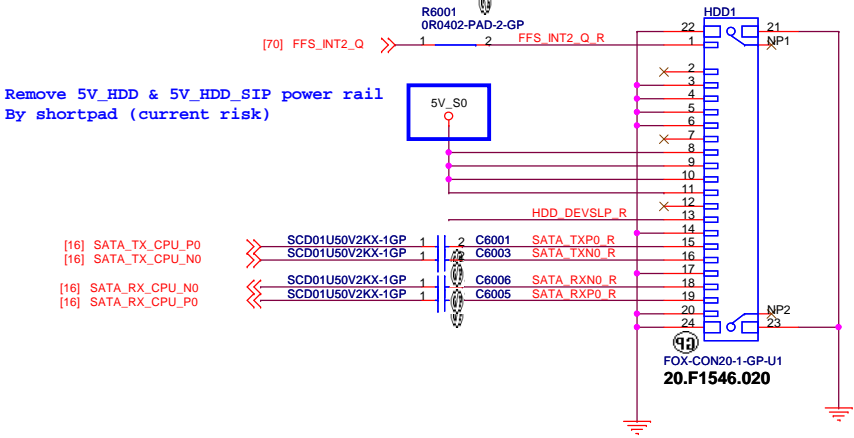 R6001
0R0402-PAD-2-GP
[70] FFS_INT2_Q 1 2 FFS_INT2_Q_R
HDD1
22 21
1 NP1
2
3
4
5
6
7
8
9
10
11
12
13
14
15
16
17
18
19
20 NP2
24 23
Remove 5V_HDD & 5V_HDD_SIP power rail
By shortpad (current risk)
5V_S0
HDD_DEVSLP_R
[16] SATA_TX_CPU_P0 SCD01U50V2KX-1GP 1 2 C6001 SATA_TXP0_R
[16] SATA_TX_CPU_N0 SCD01U50V2KX-1GP 1 C6003 SATA_TXN0_R
[16] SATA_RX_CPU_N0 SCD01U50V2KX-1GP 1 C6006 SATA_RXN0_R
[16] SATA_RX_CPU_P0 SCD01U50V2KX-1GP 1 C6005 SATA_RXP0_R
GP
FOX-CON20-1-GP-U1
20.F1546.020